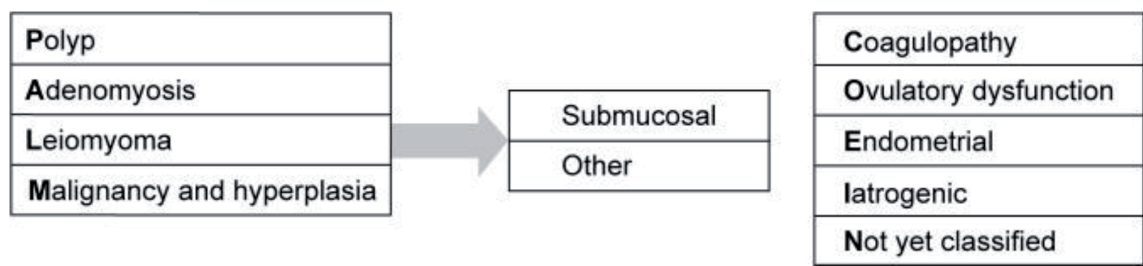 Polyp
Adenomyosis
Leiomyoma
Malignancy and hyperplasia
Submucosal
Other
Coagulopathy
Ovulatory dysfunction
Endometrial
Iatrogenic
Not yet classified